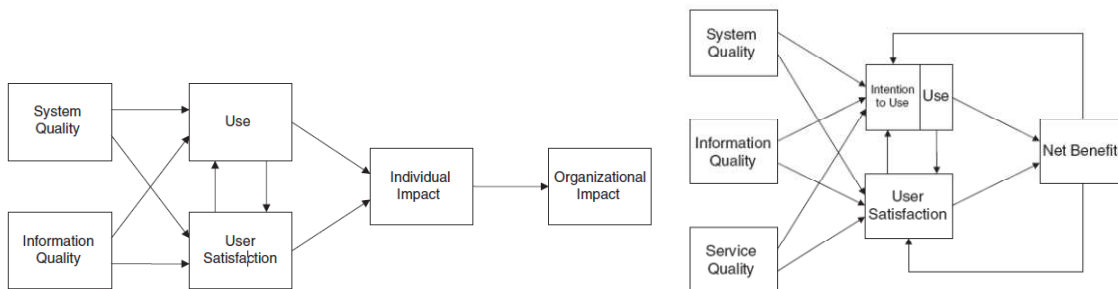 System
Quality
Use
Information
Quality
User
Satisfaction
Individual
Impact
Organizational
Impact
System
Quality
Intention
to Use
Use
Information
Quality
Net Benefit
User
Satisfaction
Service
Quality